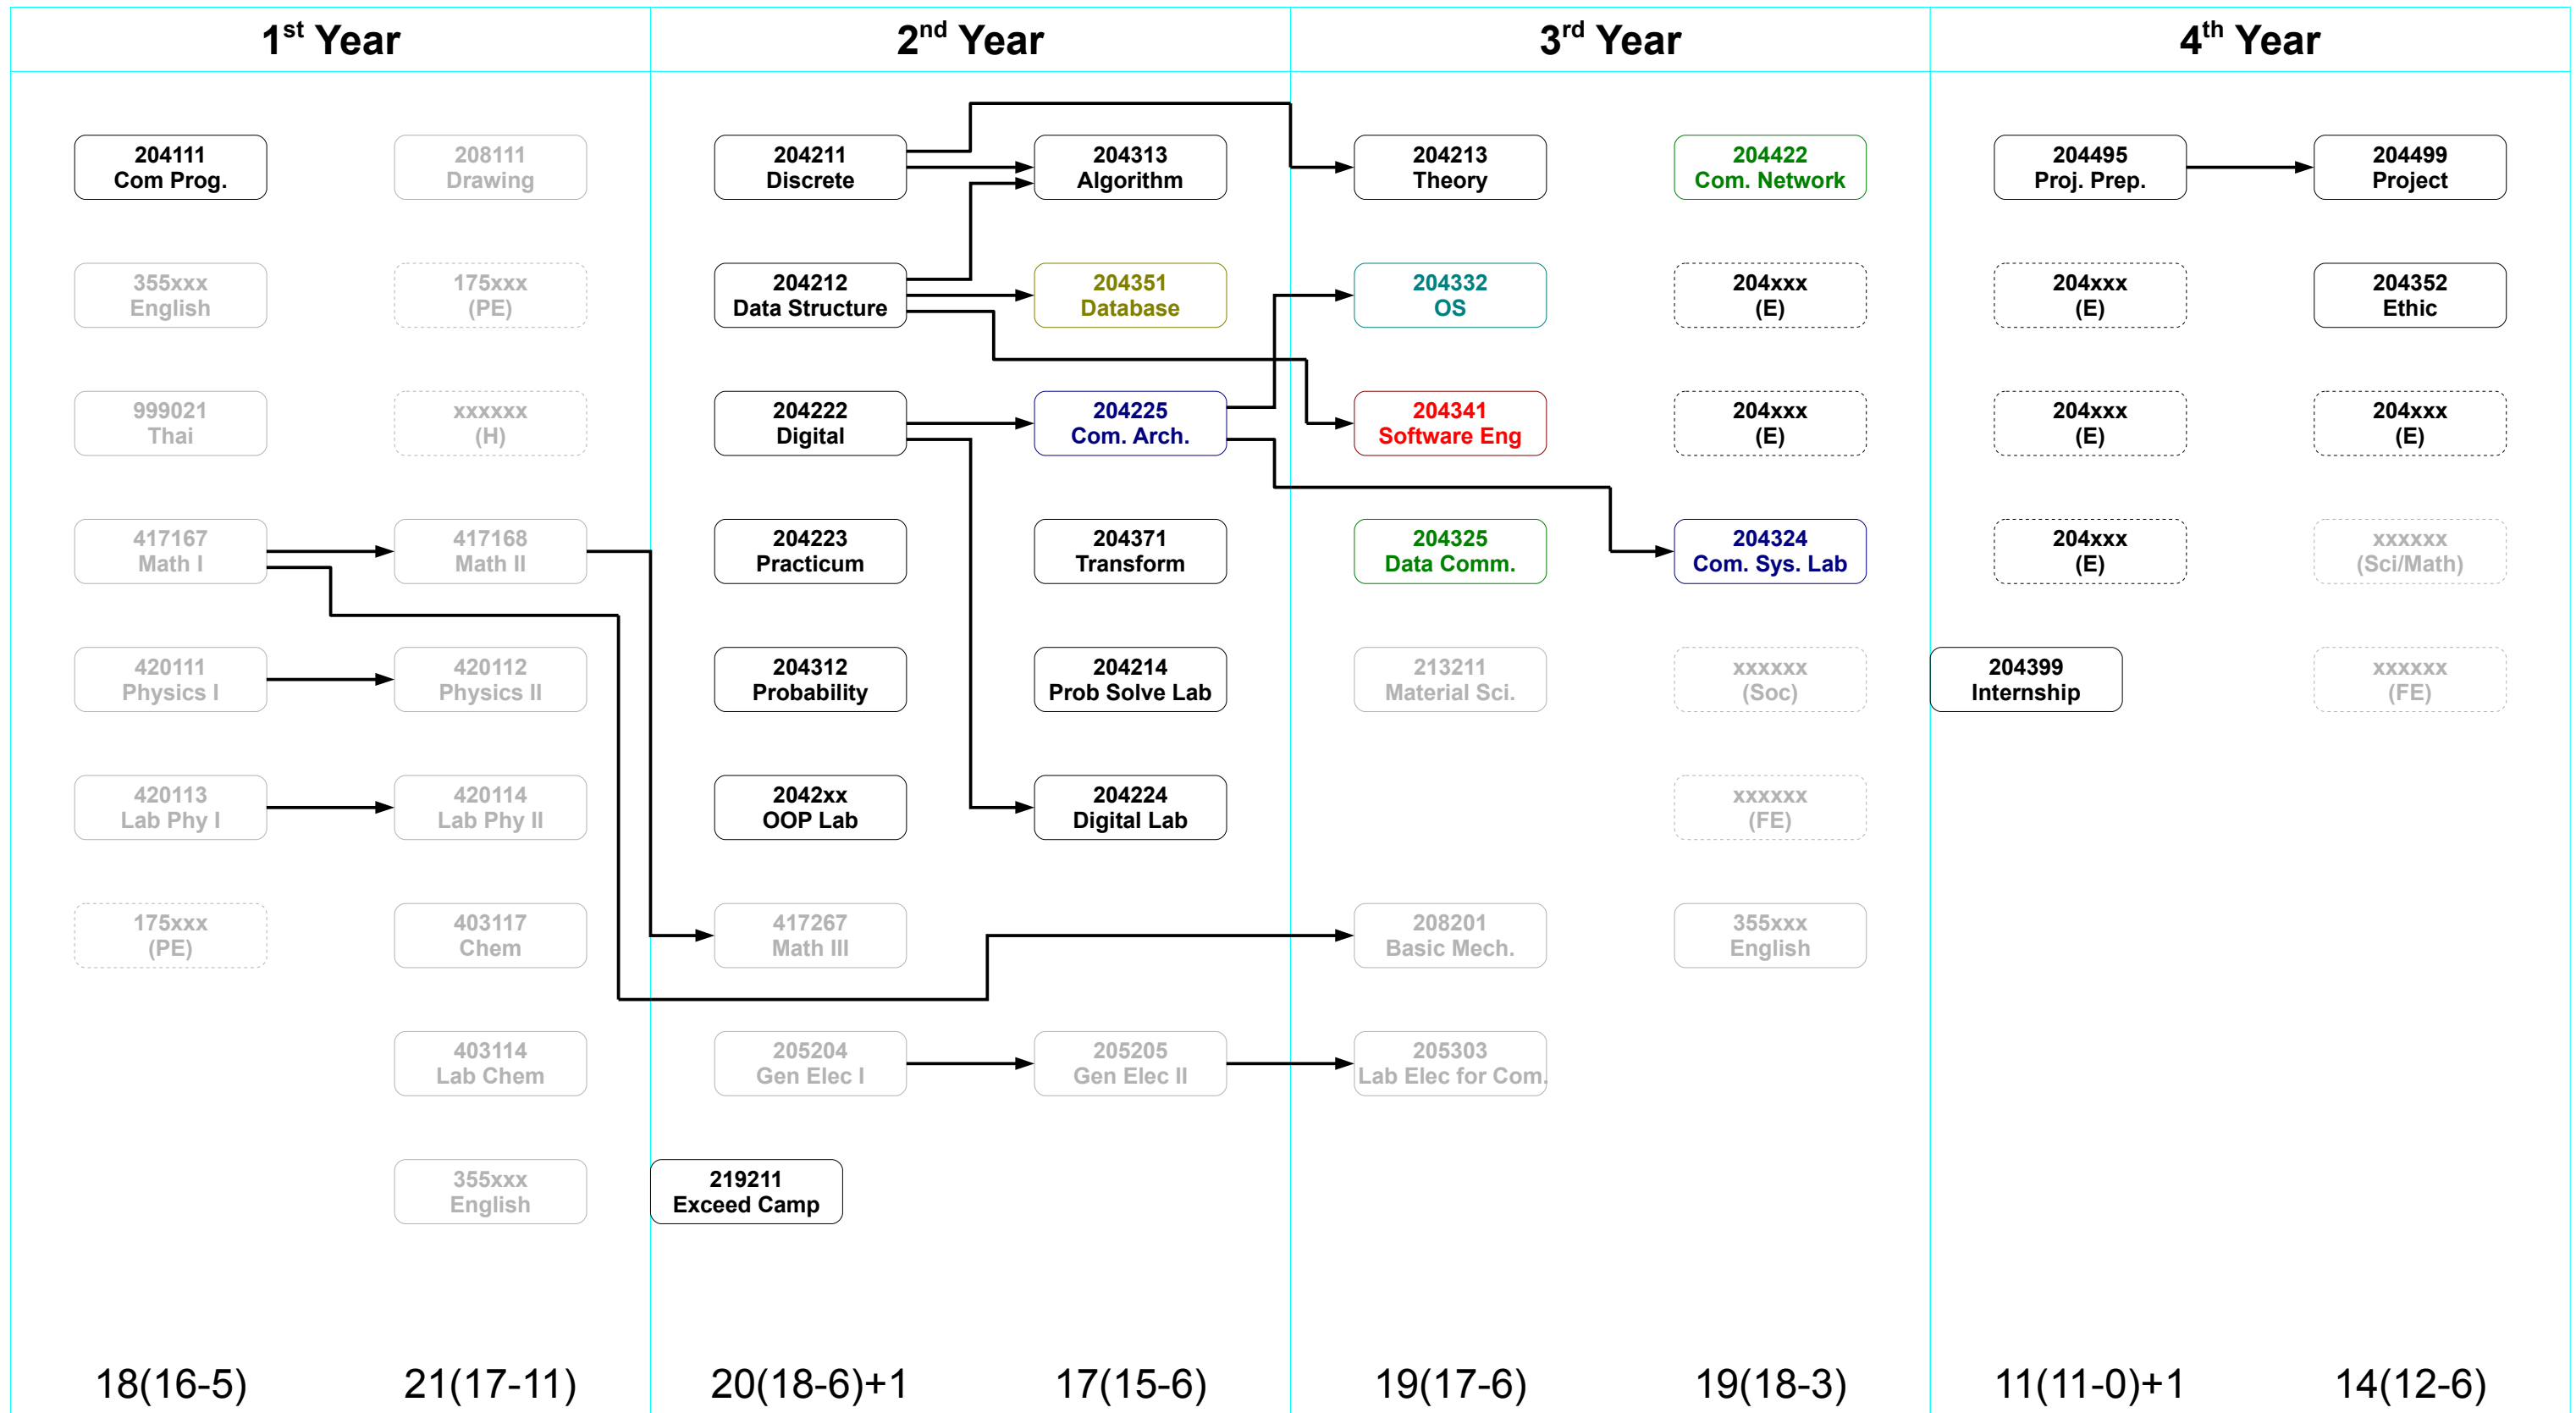 1st Year
2nd Year
3rd Year
4th Year
204111
Com Prog.
208111
Drawing
204211
Discrete
204313
Algorithm
204213
Theory
204422
Com. Network
204495
Proj. Prep.
204499
Project
355xxx
English
175xxx
(PE)
204212
Data Structure
204351
Database
204332
OS
204xxx
(E)
204xxx
(E)
204352
Ethic
999021
Thai
xxxxxx
(H)
204222
Digital
204225
Com. Arch.
204341
Software Eng
204xxx
(E)
204xxx
(E)
204xxx
(E)
417167
Math I
417168
Math II
204223
Practicum
204371
Transform
204325
Data Comm.
204324
Com. Sys. Lab
204xxx
(E)
xxxxxx
(Sci/Math)
420111
Physics I
420112
Physics II
204312
Probability
204214
Prob Solve Lab
213211
Material Sci.
xxxxxx
(Soc)
204399
Internship
xxxxxx
(FE)
420113
Lab Phy I
420114
Lab Phy II
2042xx
OOP Lab
204224
Digital Lab
xxxxxx
(FE)
175xxx
(PE)
403117
Chem
417267
Math III
208201
Basic Mech.
355xxx
English
403114
Lab Chem
205204
Gen Elec I
205205
Gen Elec II
205303
Lab Elec for Com.
355xxx
English
219211
Exceed Camp
18(16-5)
21(17-11)
20(18-6)+1
17(15-6)
19(17-6)
19(18-3)
11(11-0)+1
14(12-6)